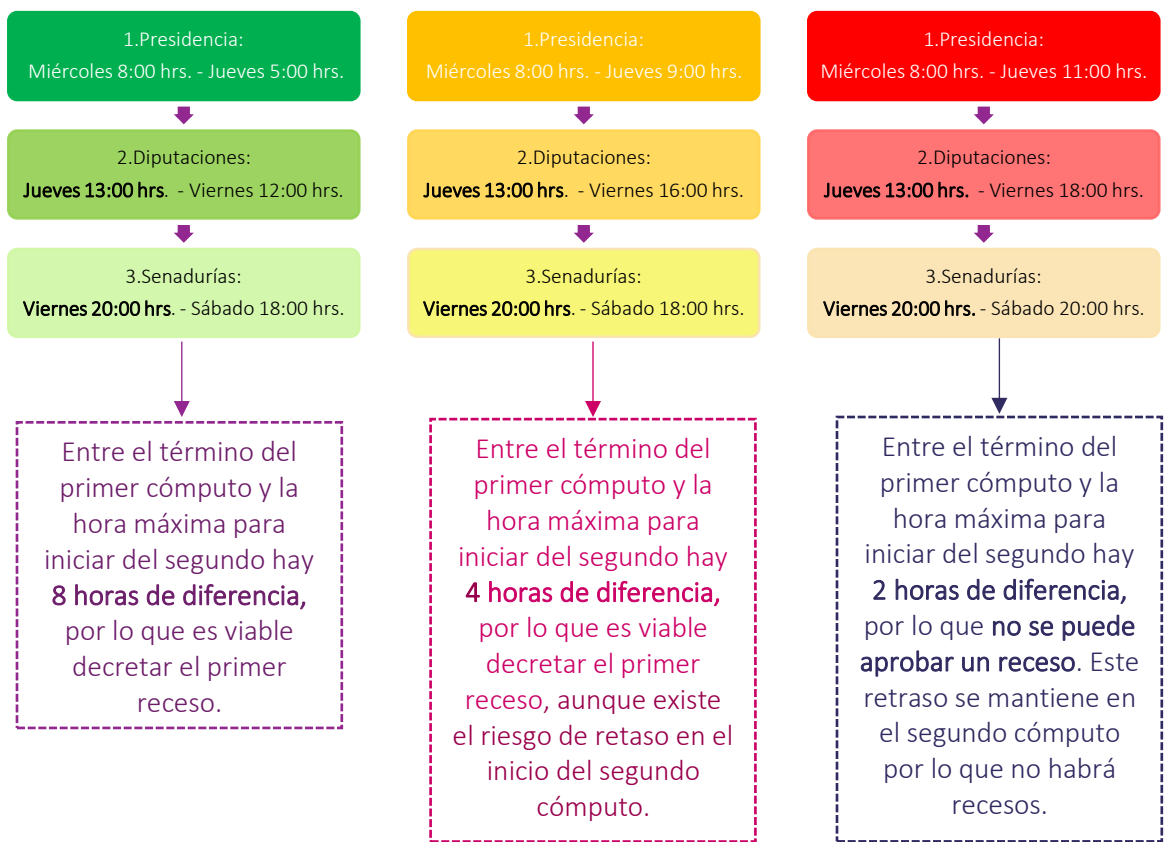 1.Presidencia:
Miércoles 8:00 hrs. - Jueves 5:00 hrs.
2.Diputaciones:
Jueves 13:00 hrs. - Viernes 12:00 hrs.
3.Senadurías:
Viernes 20:00 hrs. - Sábado 18:00 hrs.
Entre el término del
primer cómputo y la
hora máxima para
iniciar del segundo hay
8 horas de diferencia,
por lo que es viable
decretar el primer
receso.
1.Presidencia:
Miércoles 8:00 hrs. - Jueves 9:00 hrs.
2.Diputaciones:
Jueves 13:00 hrs. - Viernes 16:00 hrs.
3.Senadurías:
Viernes 20:00 hrs. - Sábado 18:00 hrs.
Entre el término del
primer cómputo y la
hora máxima para
iniciar del segundo hay
4 horas de diferencia,
por lo que es viable
decretar el primer
receso, aunque existe
el riesgo de retaso en el
inicio del segundo
cómputo.
1.Presidencia:
Miércoles 8:00 hrs. - Jueves 11:00 hrs.
2.Diputaciones:
Jueves 13:00 hrs. - Viernes 18:00 hrs.
3.Senadurías:
Viernes 20:00 hrs. - Sábado 20:00 hrs.
Entre el término del
primer cómputo y la
hora máxima para
iniciar del segundo hay
2 horas de diferencia,
por lo que no se puede
aprobar un receso. Este
retraso se mantiene en
el segundo cómputo
por lo que no habrá
recesos.